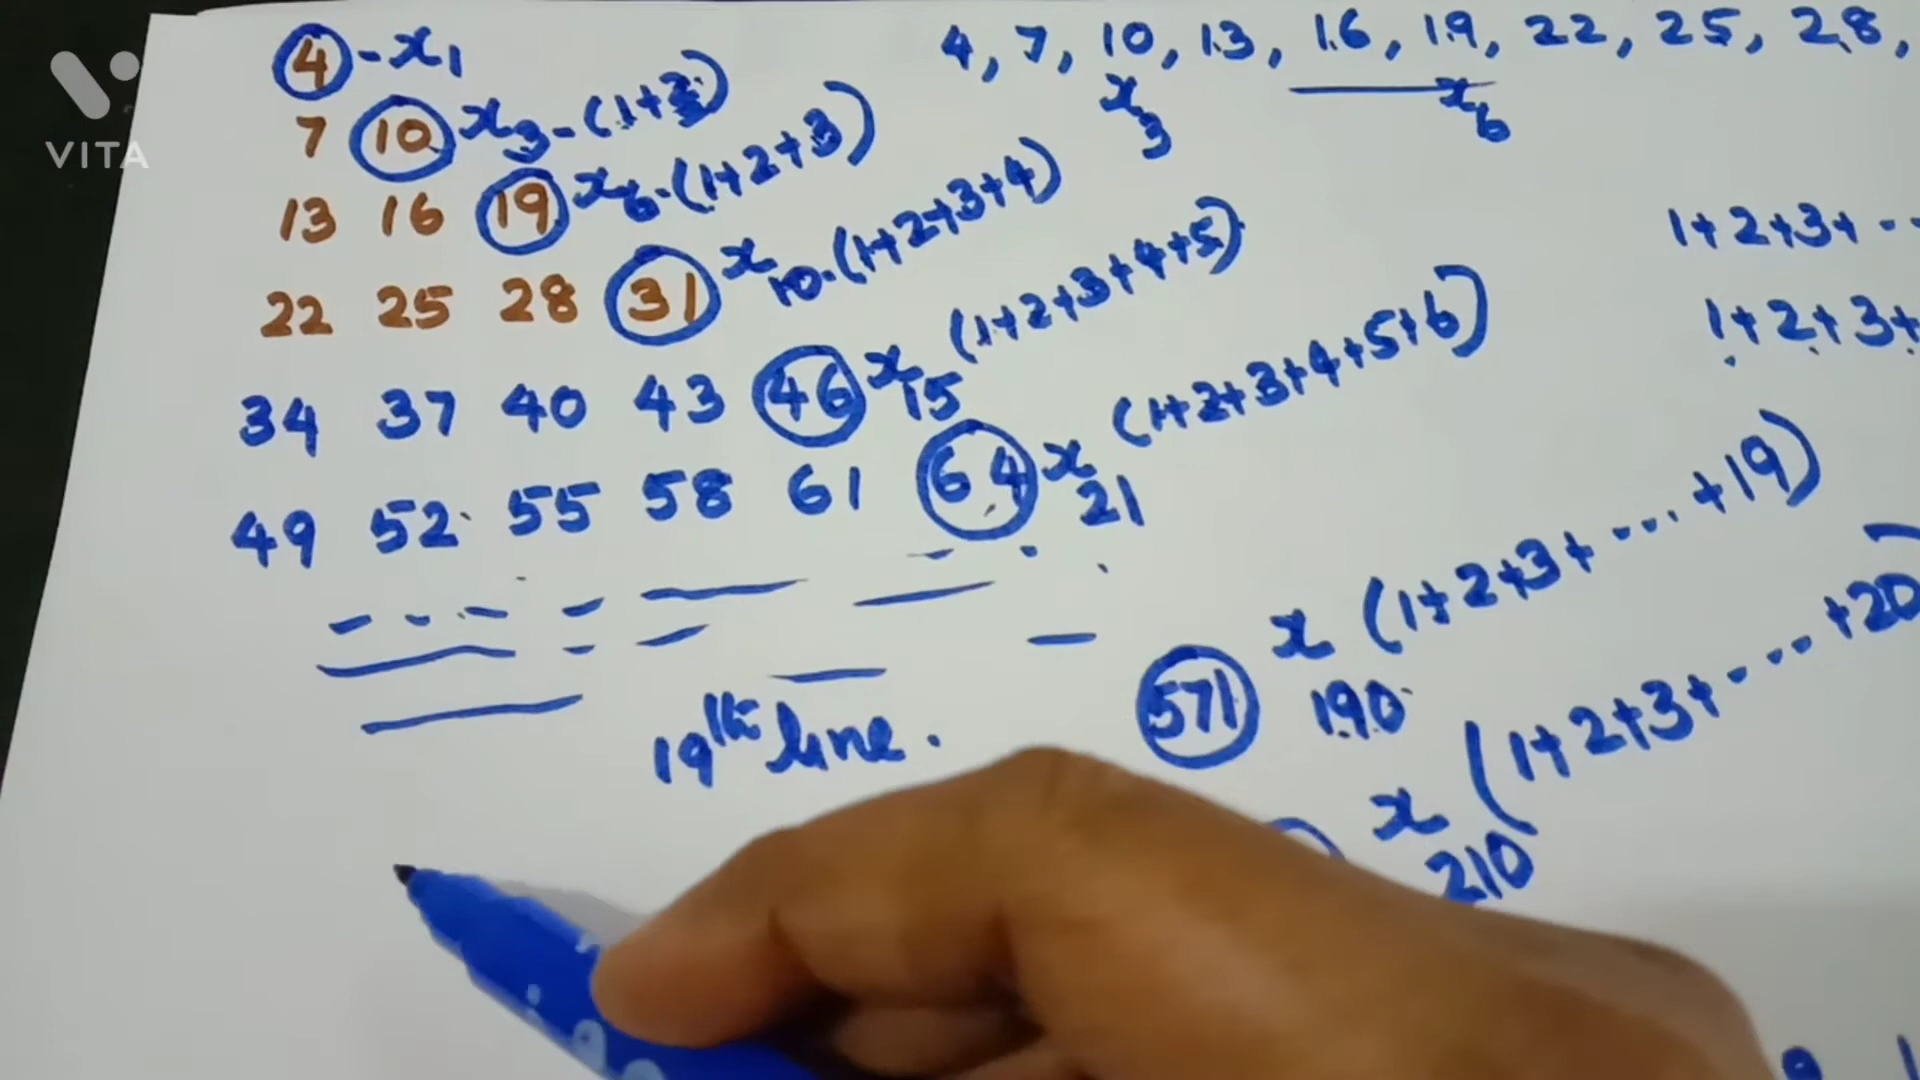 VITA
4 - x1
7 10 x3 - (1+2)
13 16 19 x6 - (1+2+3)
22 25 28 31 x10 - (1+2+3+4)
34 37 40 43 46 x15 (1+2+3+4+5)
49 52 55 58 61 64 x21 (1+2+3+4+5+6)
19th line.
571 x190 (1+2+3+ ... +19)
x210 (1+2+3+ ... +20
4, 7, 10, 13, 16, 19, 22, 25, 28,
x3 x6
1+2+3+ ..
1+2+3+